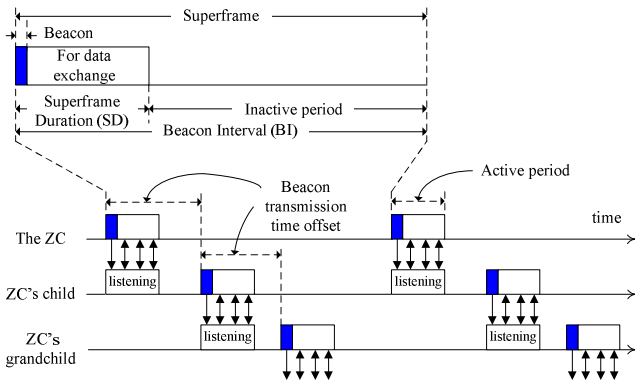 Superframe
Beacon
For data
exchange
Superframe
Duration (SD)
Inactive period
Beacon Interval (BI)
Beacon
transmission
time offset
Active period
time
The ZC
listening
listening
ZC's child
listening
listening
ZC's
grandchild